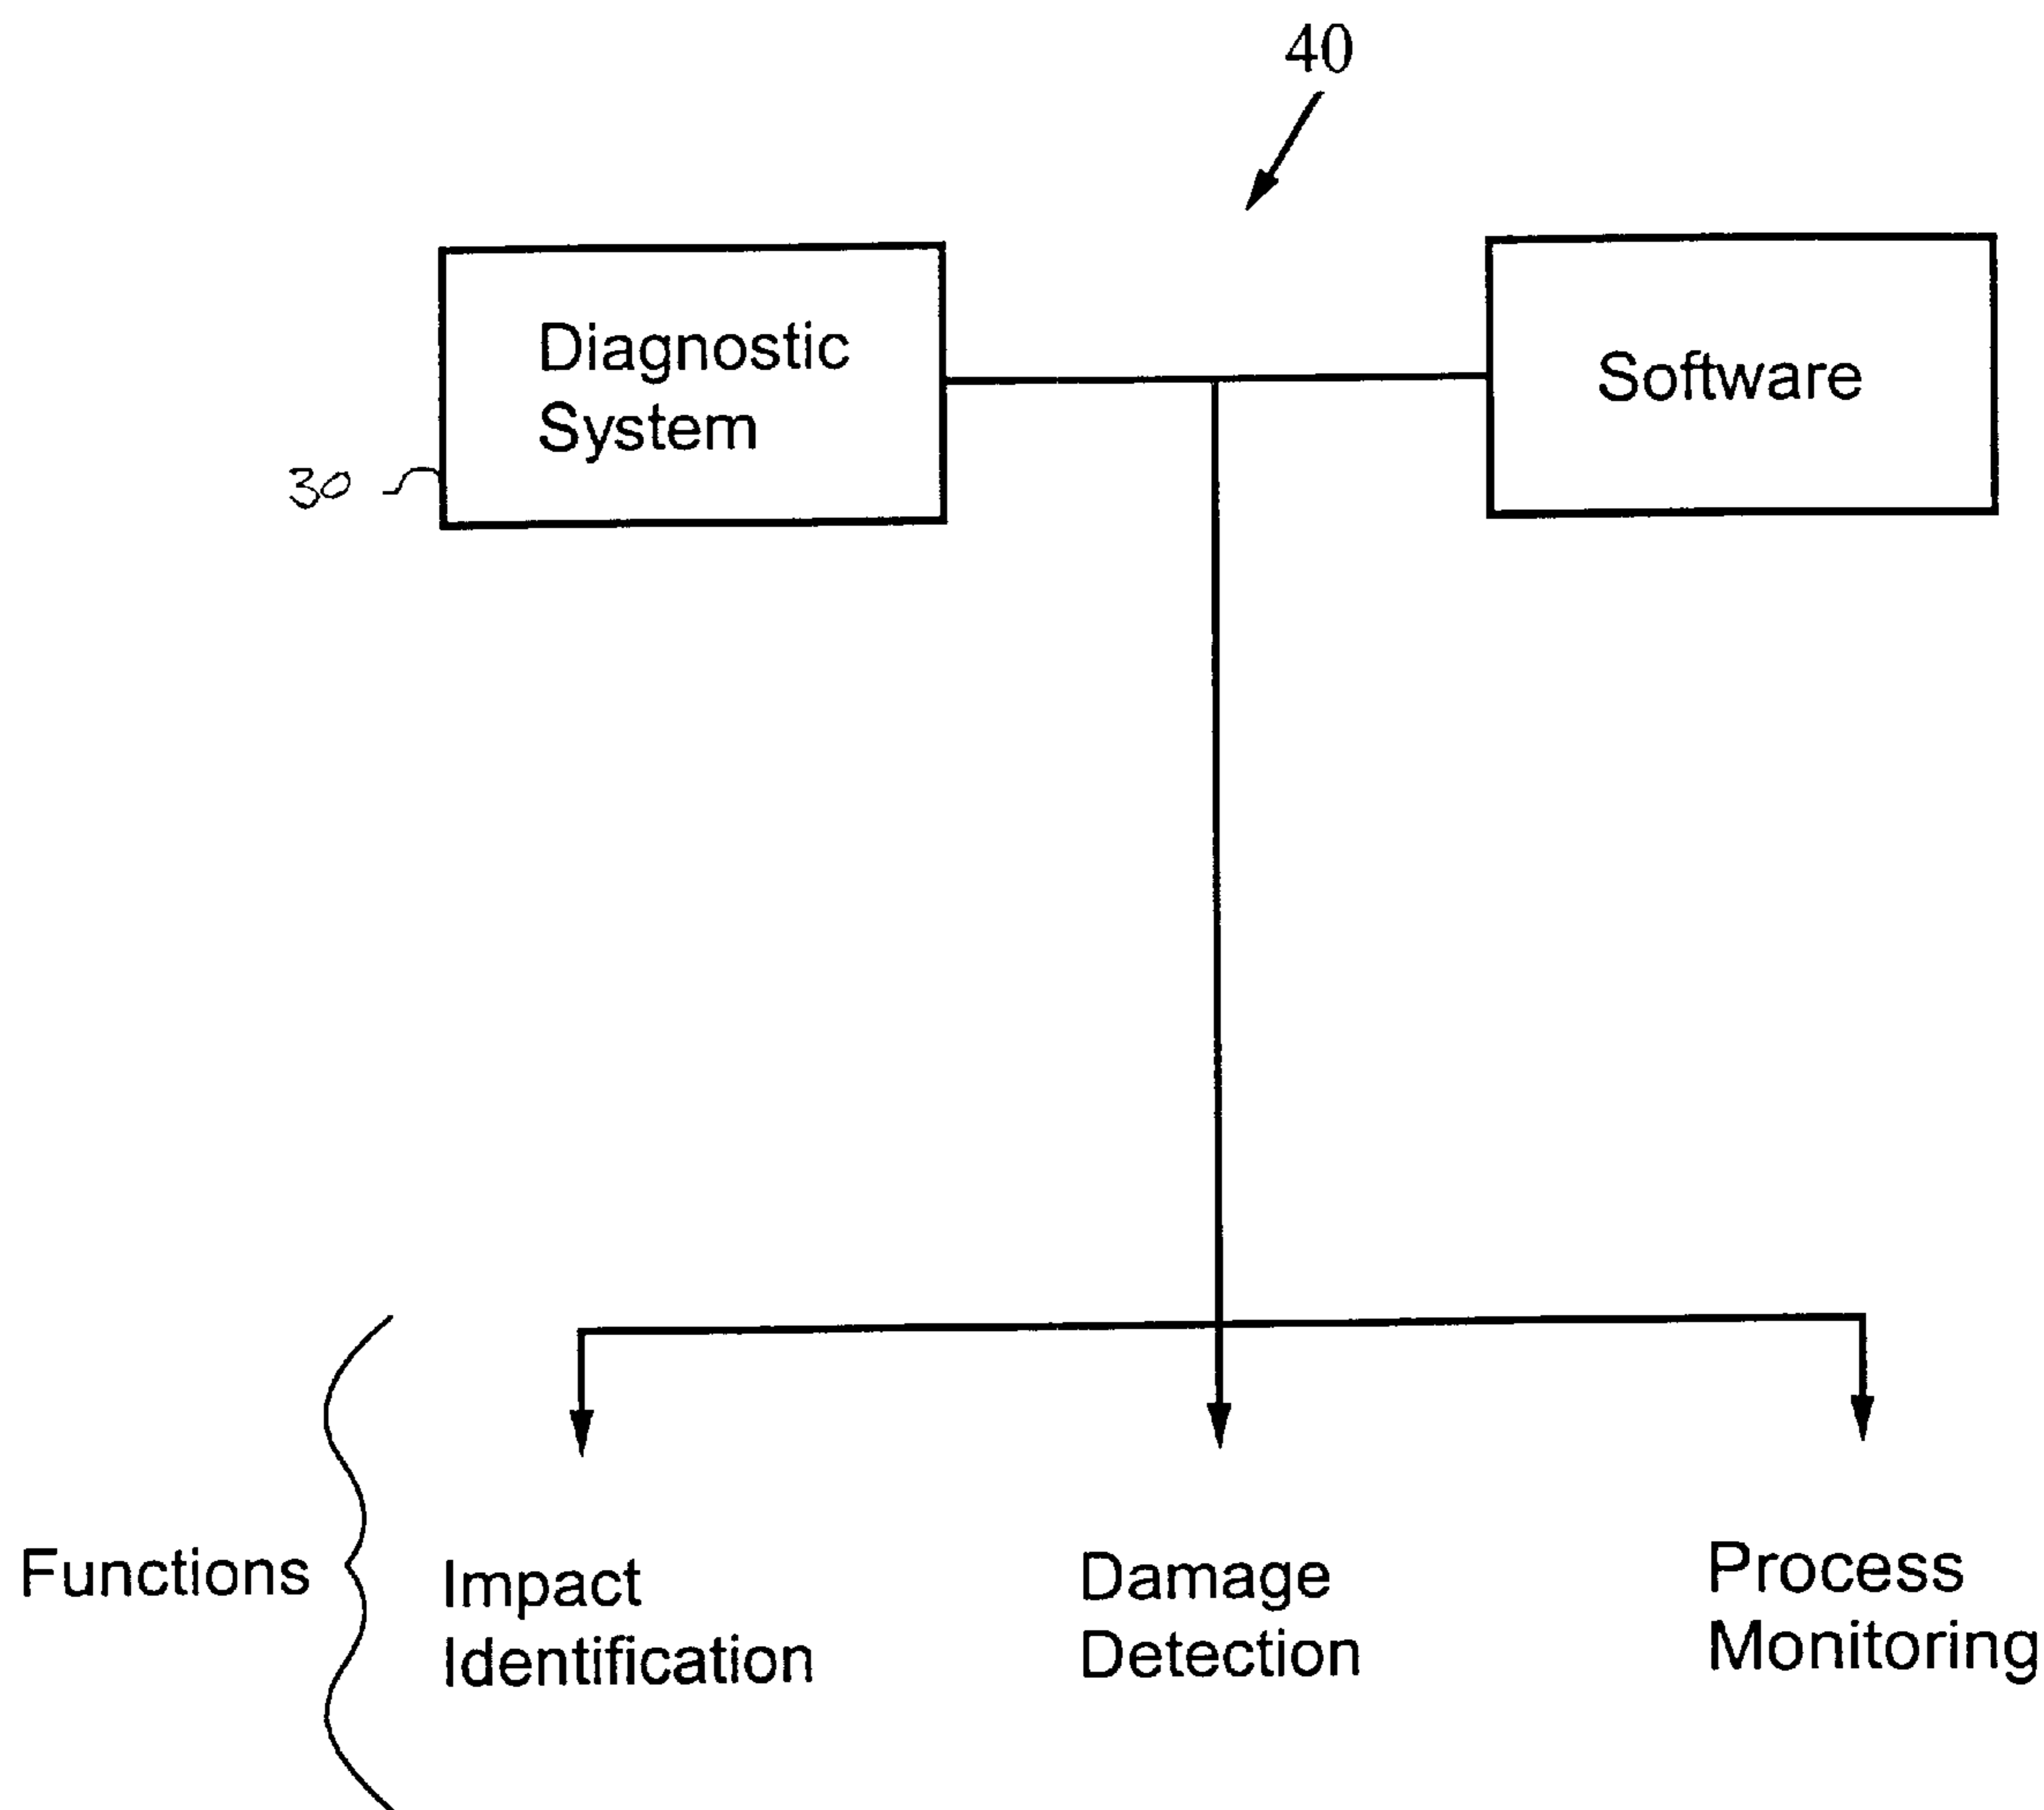 40
Diagnostic
System
Software
30
Functions
Impact
Identification
Damage
Detection
Process
Monitoring